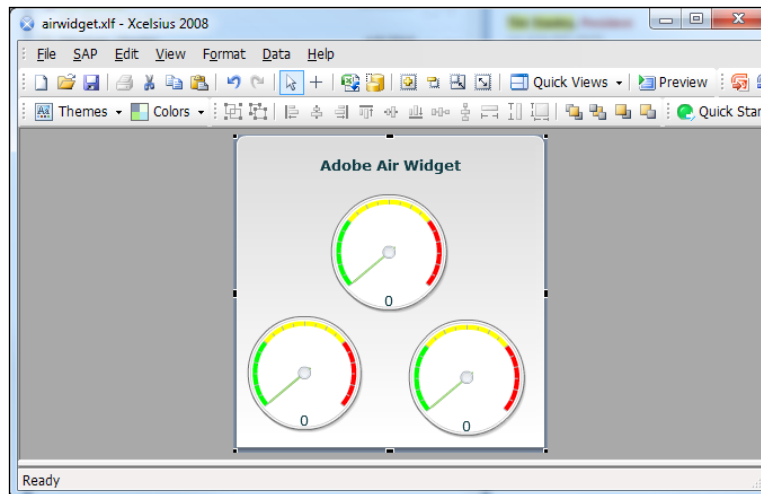 airwidget.xlf - Xcelsius 2008
File SAP Edit View Format Data Help
Quick Views Preview
Themes Colors Quick Star
Adobe Air Widget
0
0
0
Ready